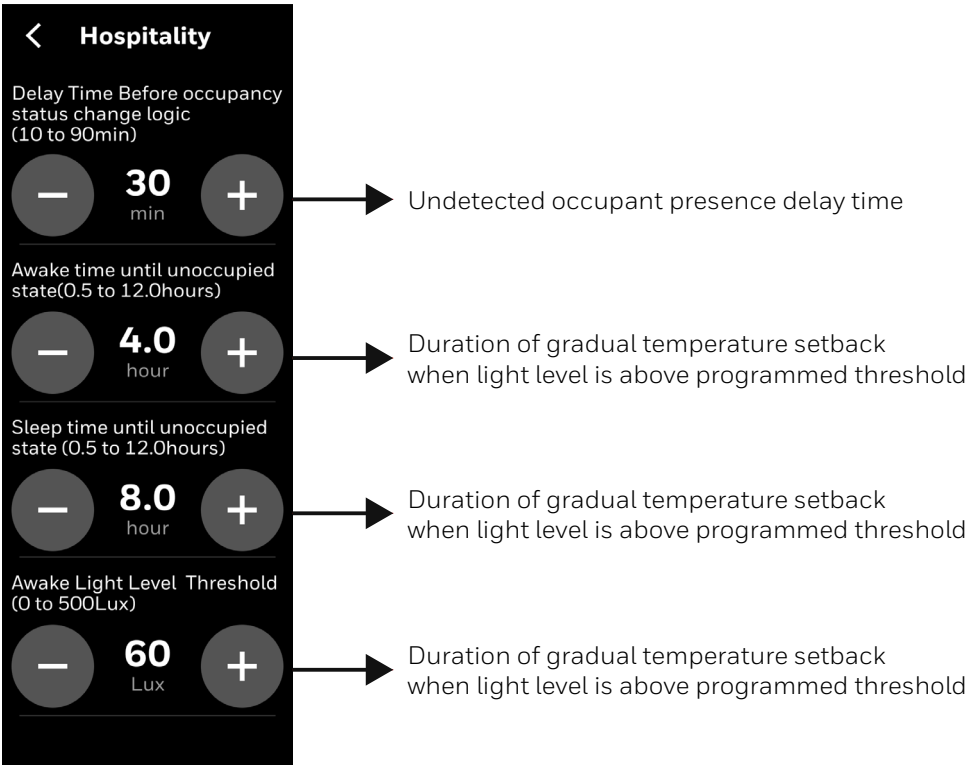 Hospitality
Delay Time Before occupancy
status change logic
(10 to 90min)
30
min
Undetected occupant presence delay time
Awake time until unoccupied
state(0.5 to 12.0hours)
4.0
hour
Duration of gradual temperature setback
when light level is above programmed threshold
Sleep time until unoccupied
state (0.5 to 12.0hours)
8.0
hour
Duration of gradual temperature setback
when light level is above programmed threshold
Awake Light Level Threshold
(0 to 500Lux)
60
Lux
Duration of gradual temperature setback
when light level is above programmed threshold